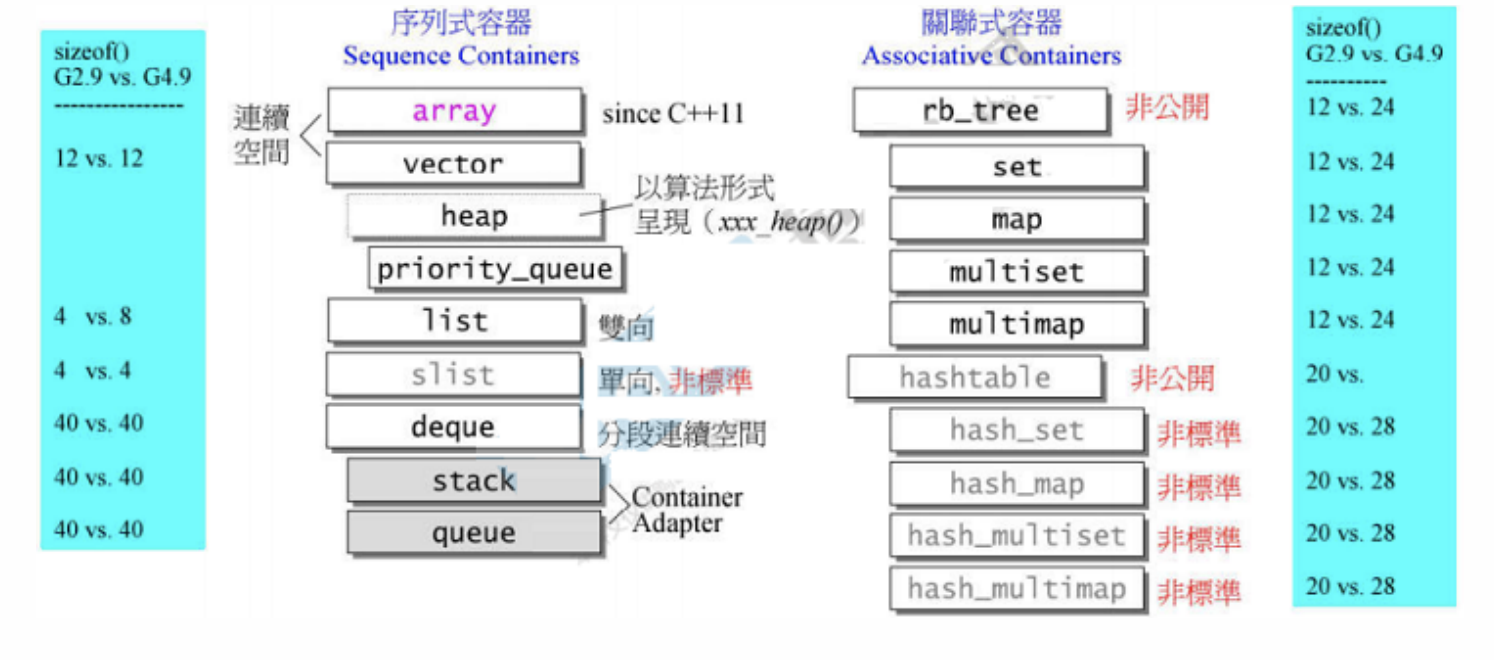 序列式容器
Sequence Containers
關聯式容器
Associative Containers
sizeof()
G2.9 vs. G4.9
----------------
12 vs. 12
4 vs. 8
4 vs. 4
40 vs. 40
40 vs. 40
40 vs. 40
連續
空間
array
since C++11
vector
heap
以算法形式
呈現（xxx_heap()）
priority_queue
list
雙向
slist
單向, 非標準
deque
分段連續空間
stack
queue
Container
Adapter
rb_tree
非公開
set
map
multiset
multimap
hashtable
非公開
hash_set
非標準
hash_map
非標準
hash_multiset
非標準
hash_multimap
非標準
sizeof()
G2.9 vs. G4.9
----------
12 vs. 24
12 vs. 24
12 vs. 24
12 vs. 24
12 vs. 24
20 vs.
20 vs. 28
20 vs. 28
20 vs. 28
20 vs. 28